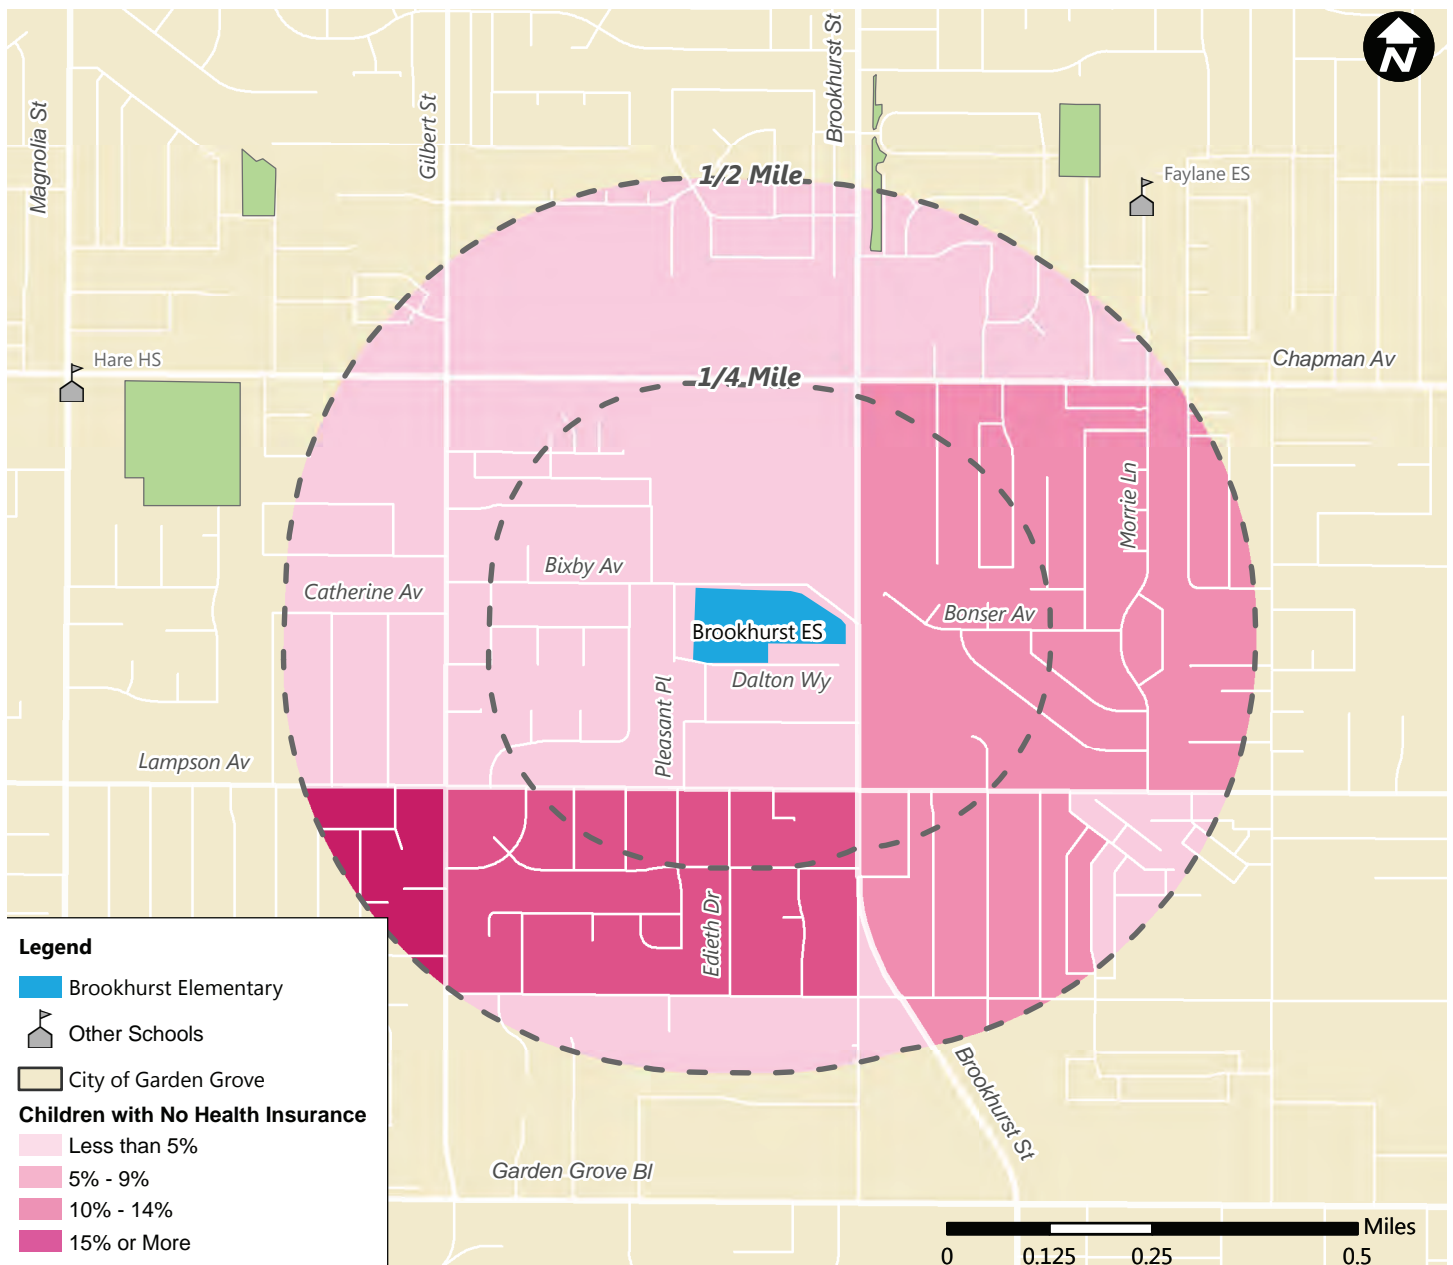 Brookhurst St
N
Magnolia St
Gilbert St
1/2 Mile
Faylane ES
Hare HS
Chapman Av
1/4 Mile
Morrie Ln
Bixby Av
Catherine Av
Bonser Av
Brookhurst ES
Dalton Wy
Pleasant Pl
Lampson Av
Edieth Dr
Brookhurst St
Garden Grove Bl
Legend
Brookhurst Elementary
Other Schools
City of Garden Grove
Children with No Health Insurance
Less than 5%
5% - 9%
10% - 14%
15% or More
Miles
0 0.125 0.25 0.5